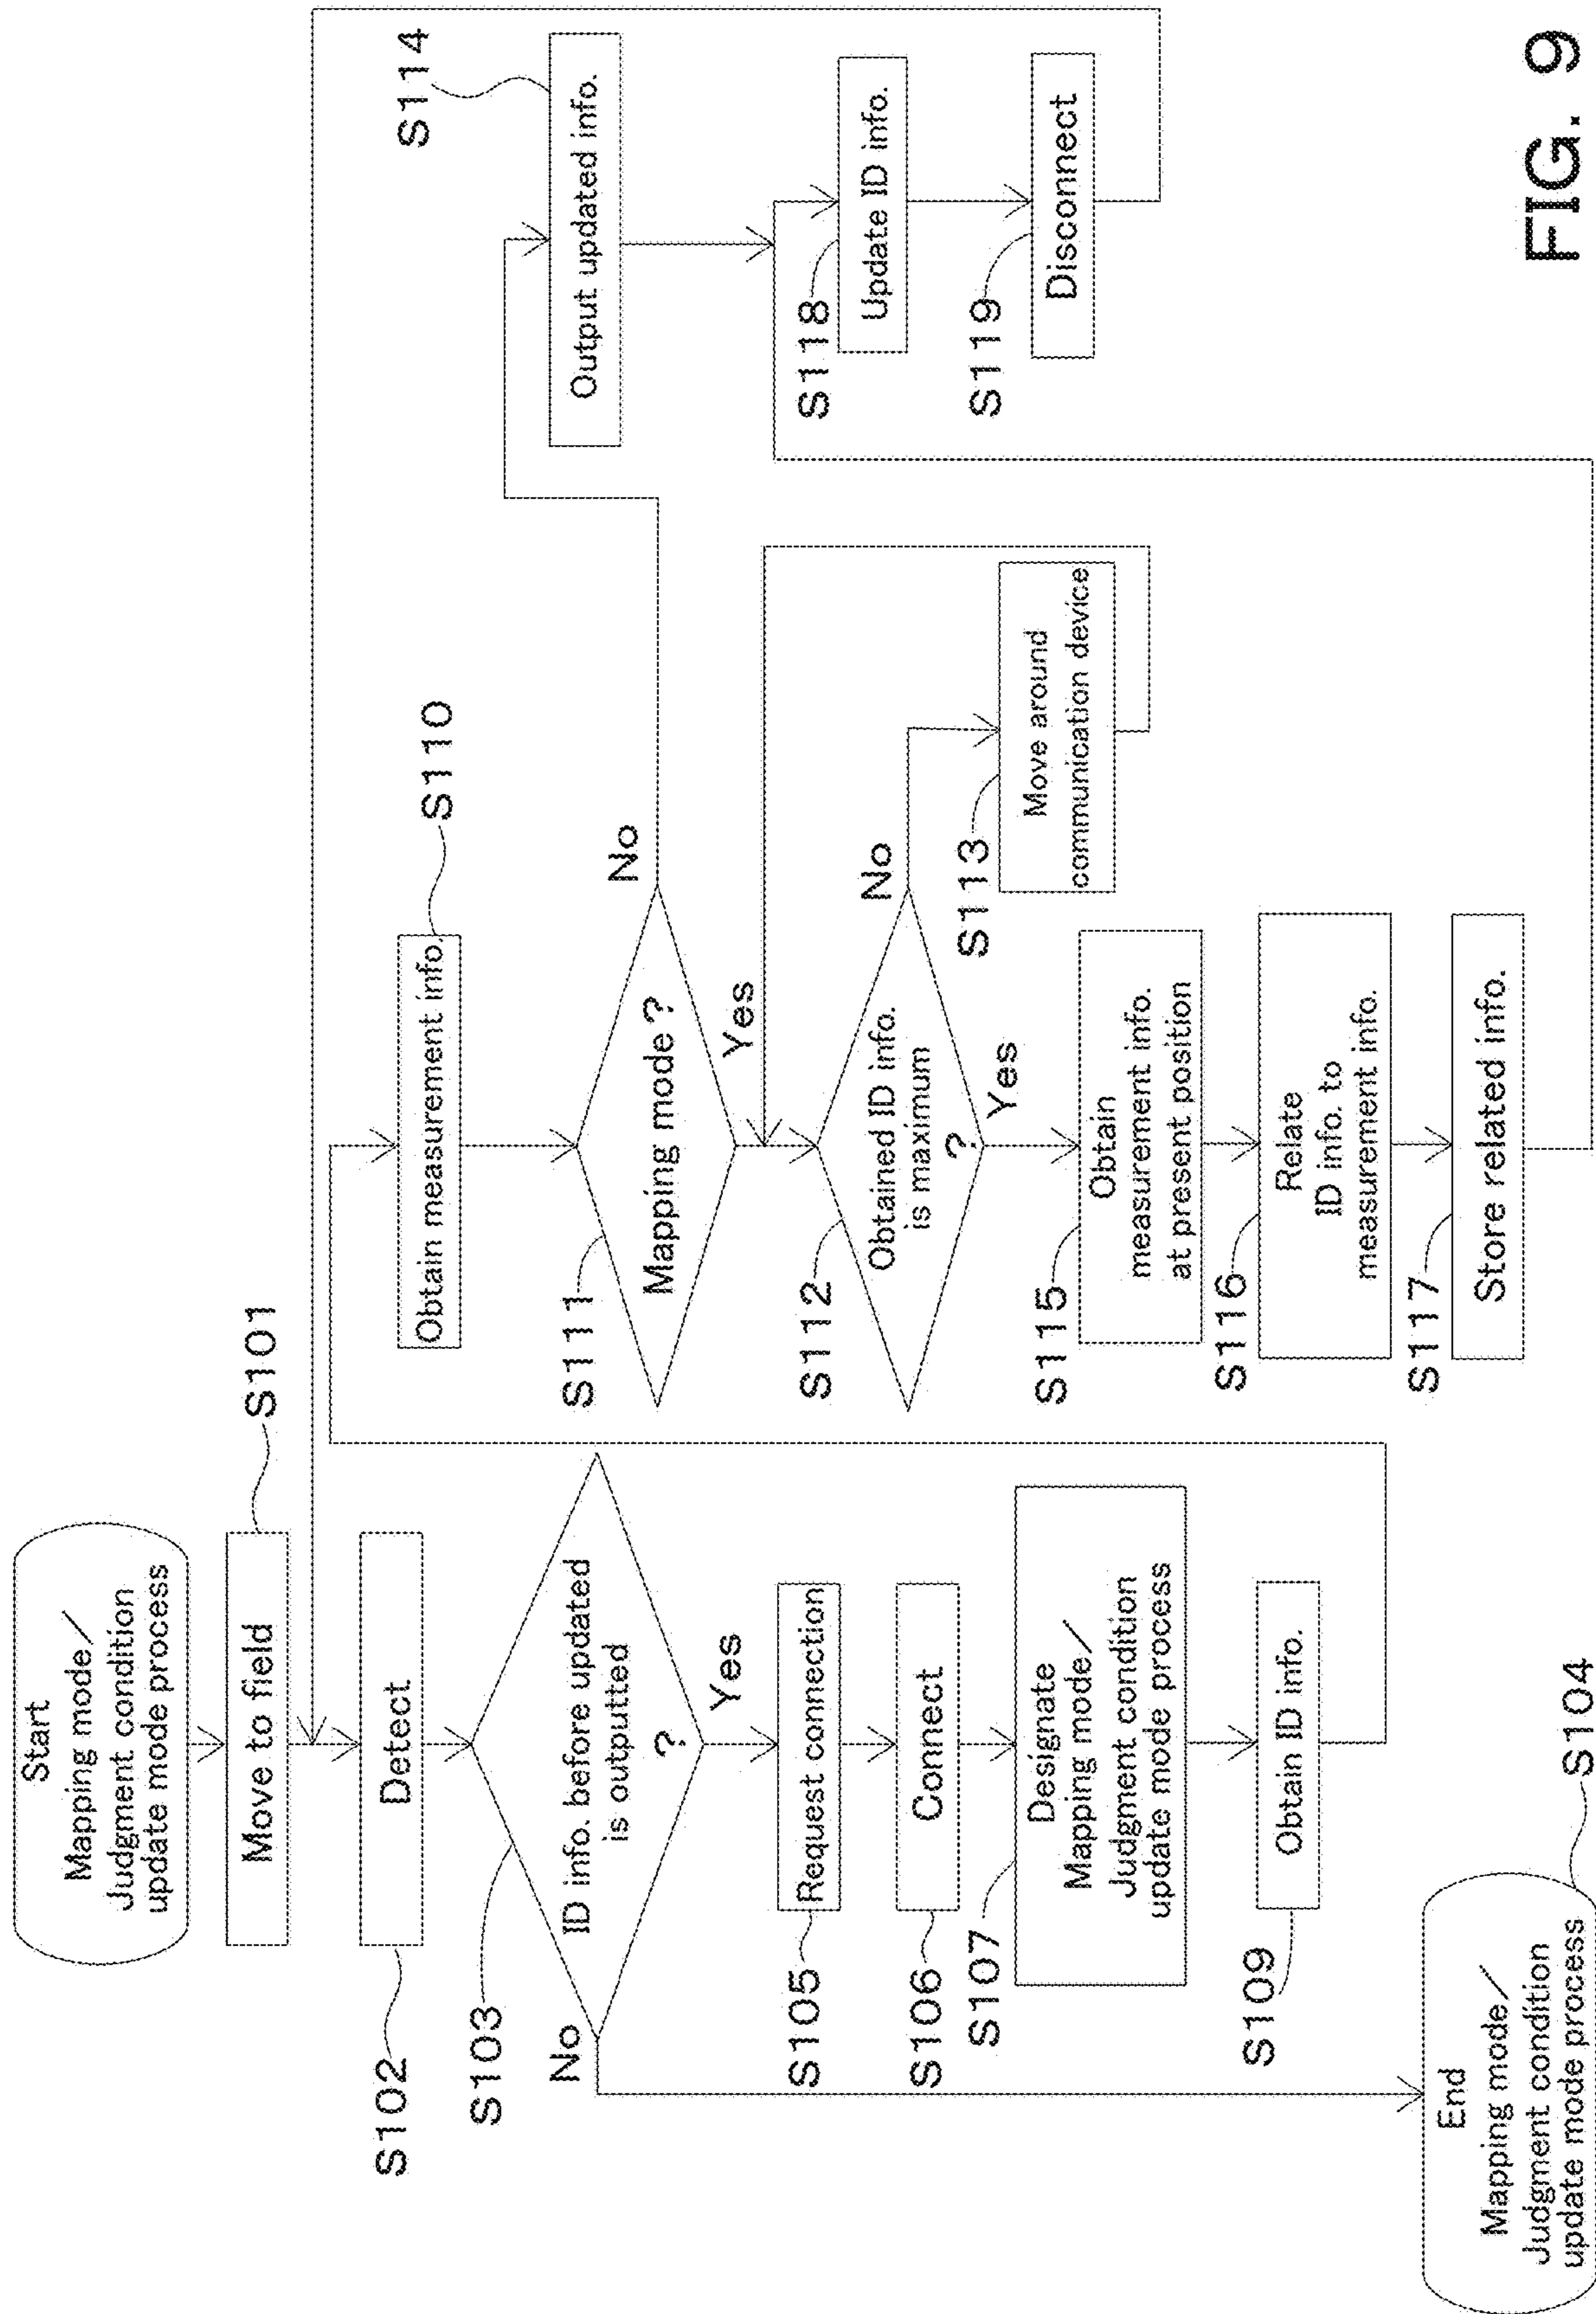 Start
Mapping mode／
Judgment condition
update mode process
Move to field
S101
Detect
S102
ID info. before updated
is outputted
?
S103
No
Yes
Request connection
S105
Connect
S106
Designate
Mapping mode／
Judgment condition
update mode process
S107
Obtain ID info.
S109
End
Mapping mode／
Judgment condition
update mode process
S104
Obtain measurement info.
S110
Mapping mode?
S111
No
Yes
Obtained ID info.
is maximum
?
S112
No
Yes
Move around
communication device
S113
Obtain
measurement info.
at present position
S115
Relate
ID info. to
measurement info.
S116
Store related info.
S117
Output updated info.
S114
Update ID info.
S118
Disconnect
S119
FIG. 9